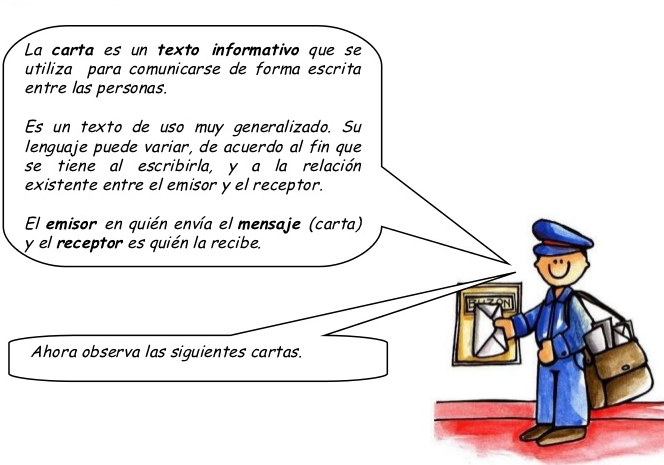 La carta es un texto informativo que se
utiliza para comunicarse de forma escrita
entre las personas.
Es un texto de uso muy generalizado. Su
lenguaje puede variar, de acuerdo al fin que
se tiene al escribirla, y a la relación
existente entre el emisor y el receptor.
El emisor en quién envía el mensaje (carta)
y el receptor es quién la recibe.
BUZON
Ahora observa las siguientes cartas.